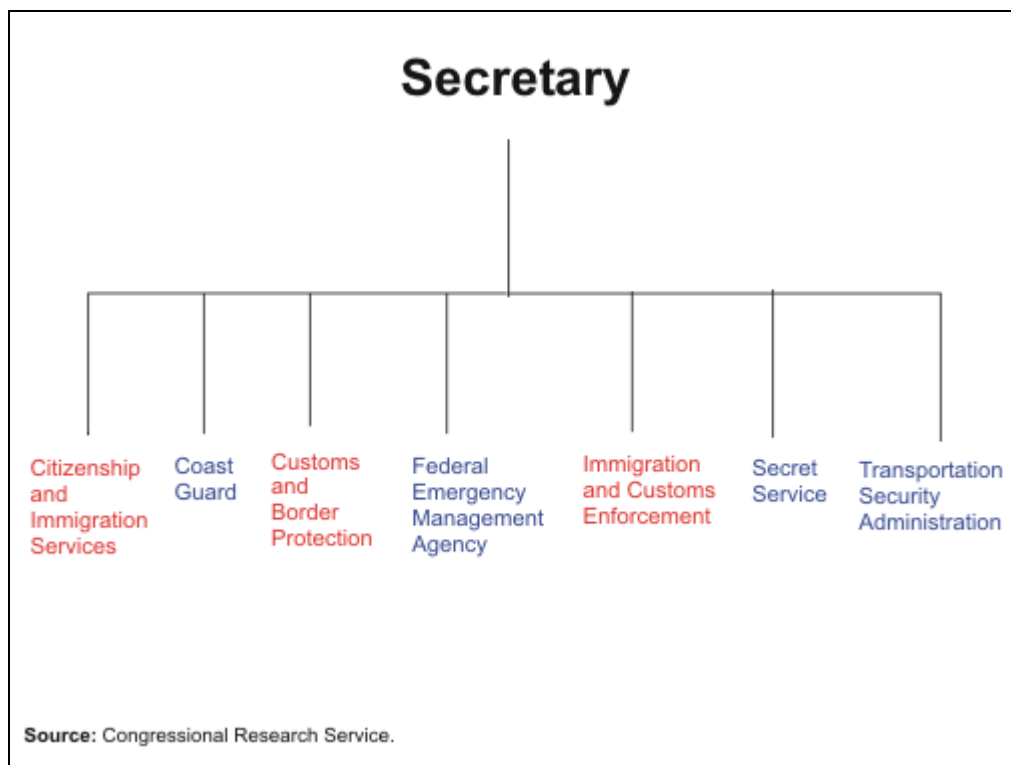 Secretary
Citizenship
and
Immigration
Services
Coast
Guard
Customs
and
Border
Protection
Federal
Emergency
Management
Agency
Immigration
and Customs
Enforcement
Secret
Service
Transportation
Security
Administration
Source: Congressional Research Service.